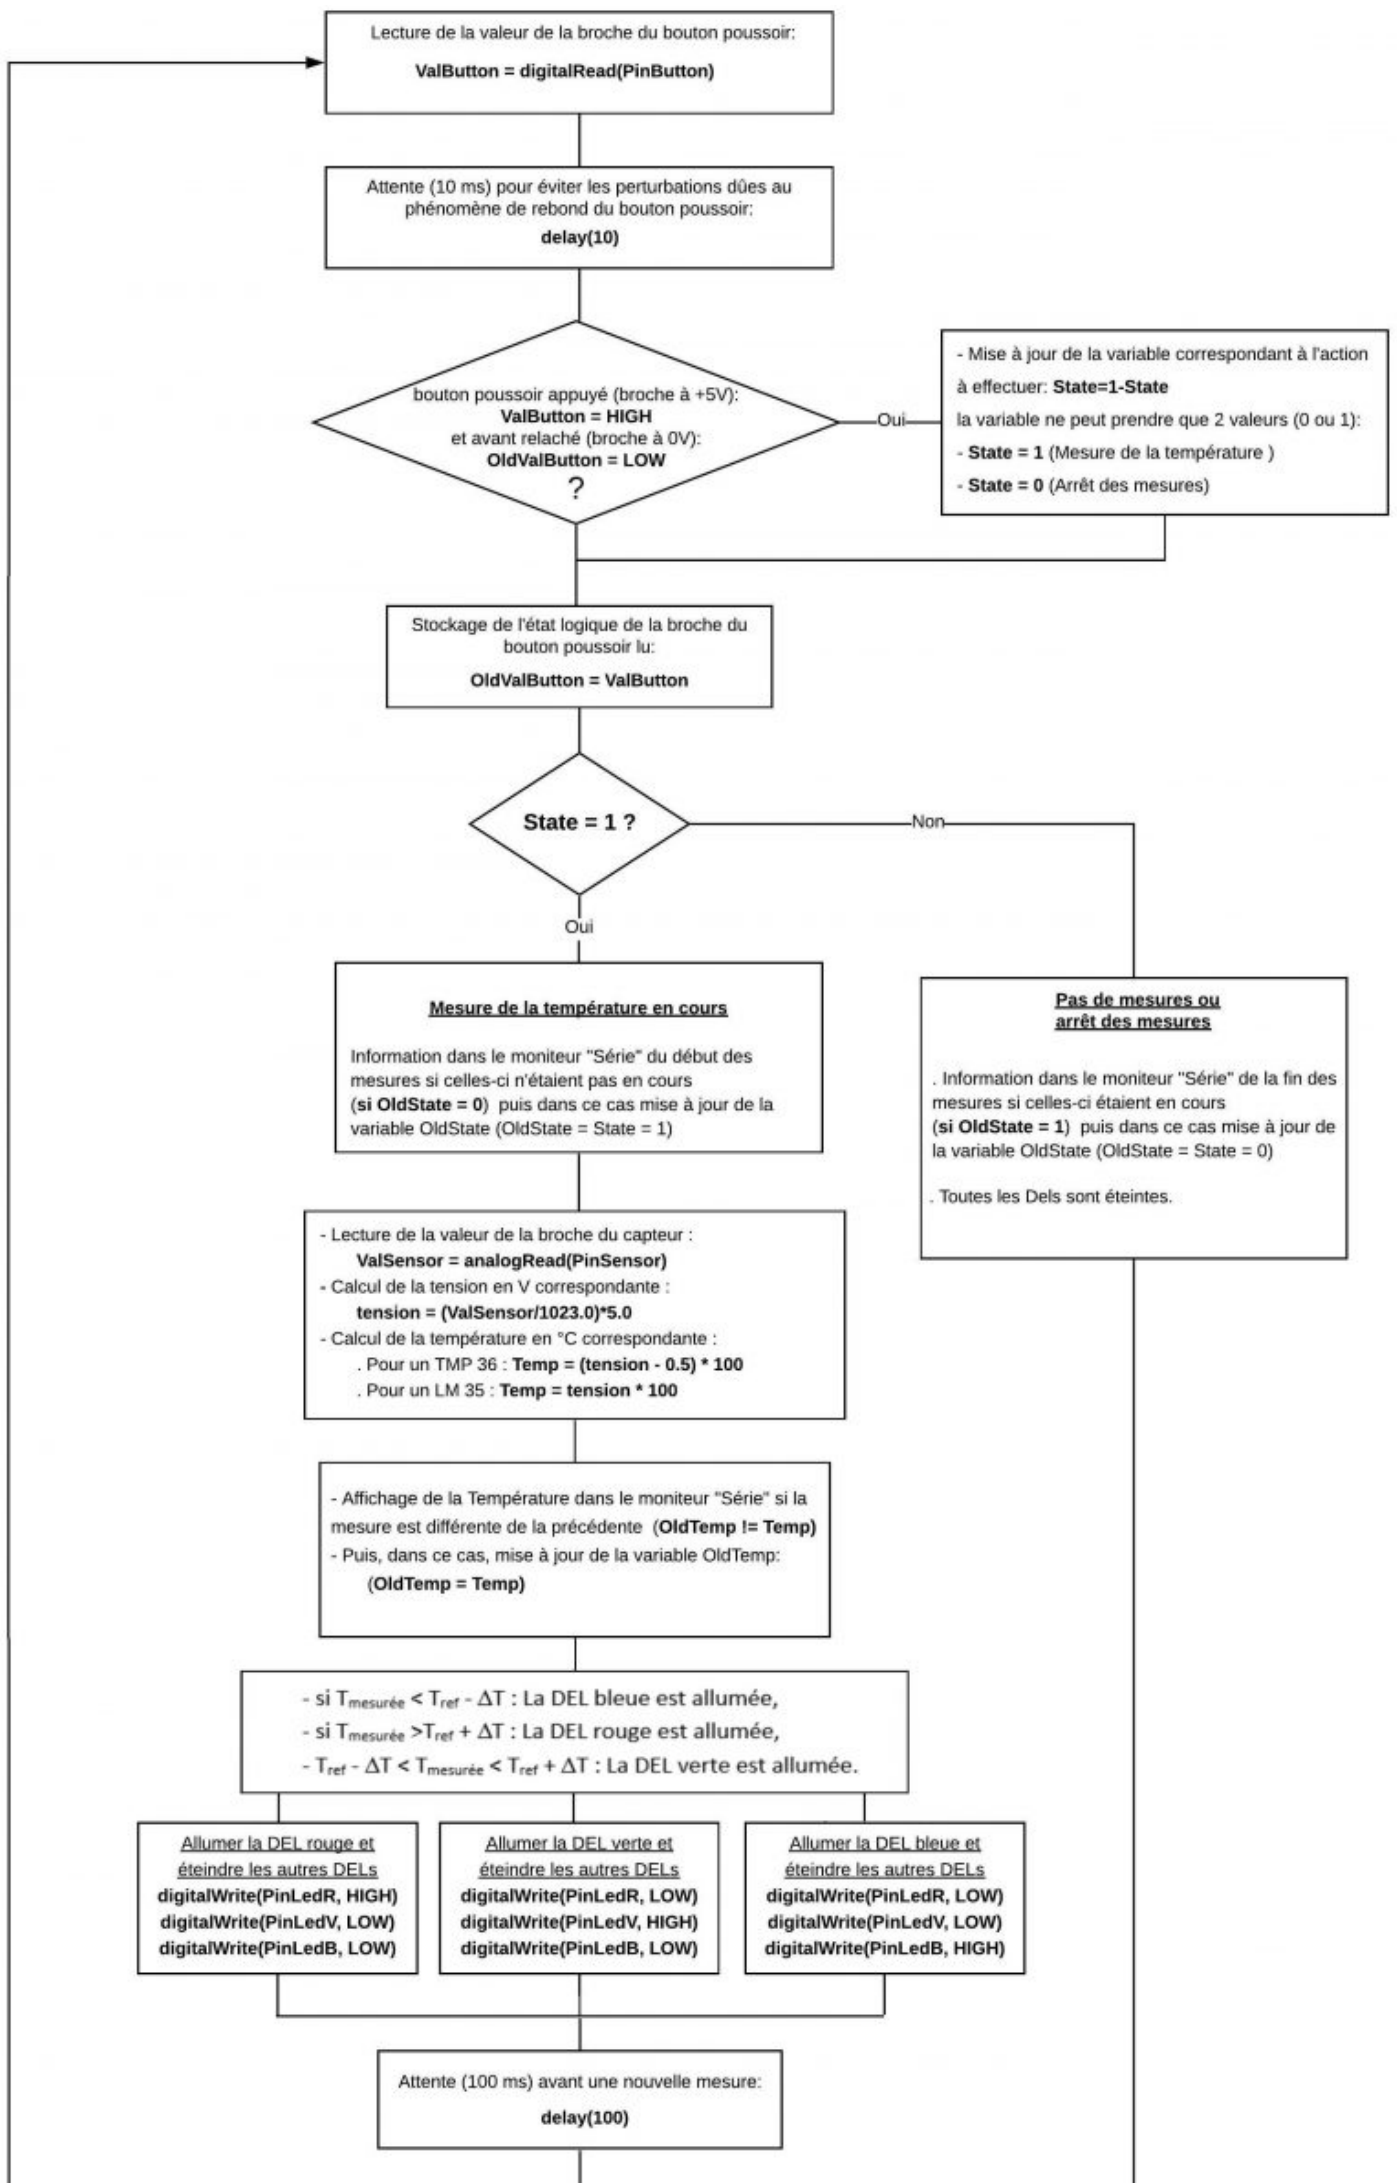 Lecture de la valeur de la broche du bouton poussoir:
ValButton = digitalRead(PinButton)
Attente (10 ms) pour éviter les perturbations dûes au
phénomène de rebond du bouton poussoir:
delay(10)
bouton poussoir appuyé (broche à +5V):
ValButton = HIGH
et avant relaché (broche à 0V):
OldValButton = LOW
?
Oui
- Mise à jour de la variable correspondant à l'action
à effectuer: State=1-State
la variable ne peut prendre que 2 valeurs (0 ou 1):
- State = 1 (Mesure de la température )
- State = 0 (Arrêt des mesures)
Stockage de l'état logique de la broche du
bouton poussoir lu:
OldValButton = ValButton
State = 1 ?
Non
Oui
Mesure de la température en cours
Information dans le moniteur "Série" du début des
mesures si celles-ci n'étaient pas en cours
(si OldState = 0)  puis dans ce cas mise à jour de la
variable OldState (OldState = State = 1)
Pas de mesures ou
arrêt des mesures
. Information dans le moniteur "Série" de la fin des
mesures si celles-ci étaient en cours
(si OldState = 1)  puis dans ce cas mise à jour de
la variable OldState (OldState = State = 0)
. Toutes les Dels sont éteintes.
- Lecture de la valeur de la broche du capteur :
ValSensor = analogRead(PinSensor)
- Calcul de la tension en V correspondante :
tension = (ValSensor/1023.0)*5.0
- Calcul de la température en °C correspondante :
. Pour un TMP 36 : Temp = (tension - 0.5) * 100
. Pour un LM 35 : Temp = tension * 100
- Affichage de la Température dans le moniteur "Série" si la
mesure est différente de la précédente  (OldTemp != Temp)
- Puis, dans ce cas, mise à jour de la variable OldTemp:
(OldTemp = Temp)
- si Tmesurée < Tref - ΔT : La DEL bleue est allumée,
- si Tmesurée >Tref + ΔT : La DEL rouge est allumée,
- Tref - ΔT < Tmesurée < Tref + ΔT : La DEL verte est allumée.
Allumer la DEL rouge et
éteindre les autres DELs
digitalWrite(PinLedR, HIGH)
digitalWrite(PinLedV, LOW)
digitalWrite(PinLedB, LOW)
Allumer la DEL verte et
éteindre les autres DELs
digitalWrite(PinLedR, LOW)
digitalWrite(PinLedV, HIGH)
digitalWrite(PinLedB, LOW)
Allumer la DEL bleue et
éteindre les autres DELs
digitalWrite(PinLedR, LOW)
digitalWrite(PinLedV, LOW)
digitalWrite(PinLedB, HIGH)
Attente (100 ms) avant une nouvelle mesure:
delay(100)